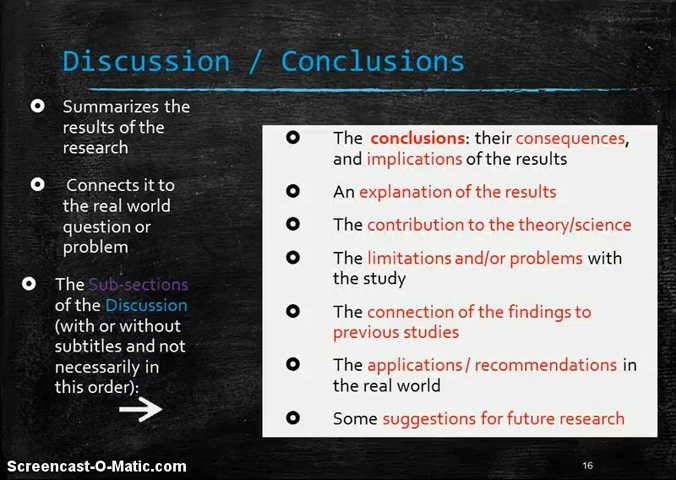 Discussion / Conclusions
Summarizes the
results of the
research
Connects it to
the real world
question or
problem
The Sub-sections
of the Discussion
(with or without
subtitles and not
necessarily in
this order):
The conclusions: their consequences,
and implications of the results
An explanation of the results
The contribution to the theory/science
The limitations and/or problems with
the study
The connection of the findings to
previous studies
The applications / recommendations in
the real world
Some suggestions for future research
Screencast-O-Matic.com
16